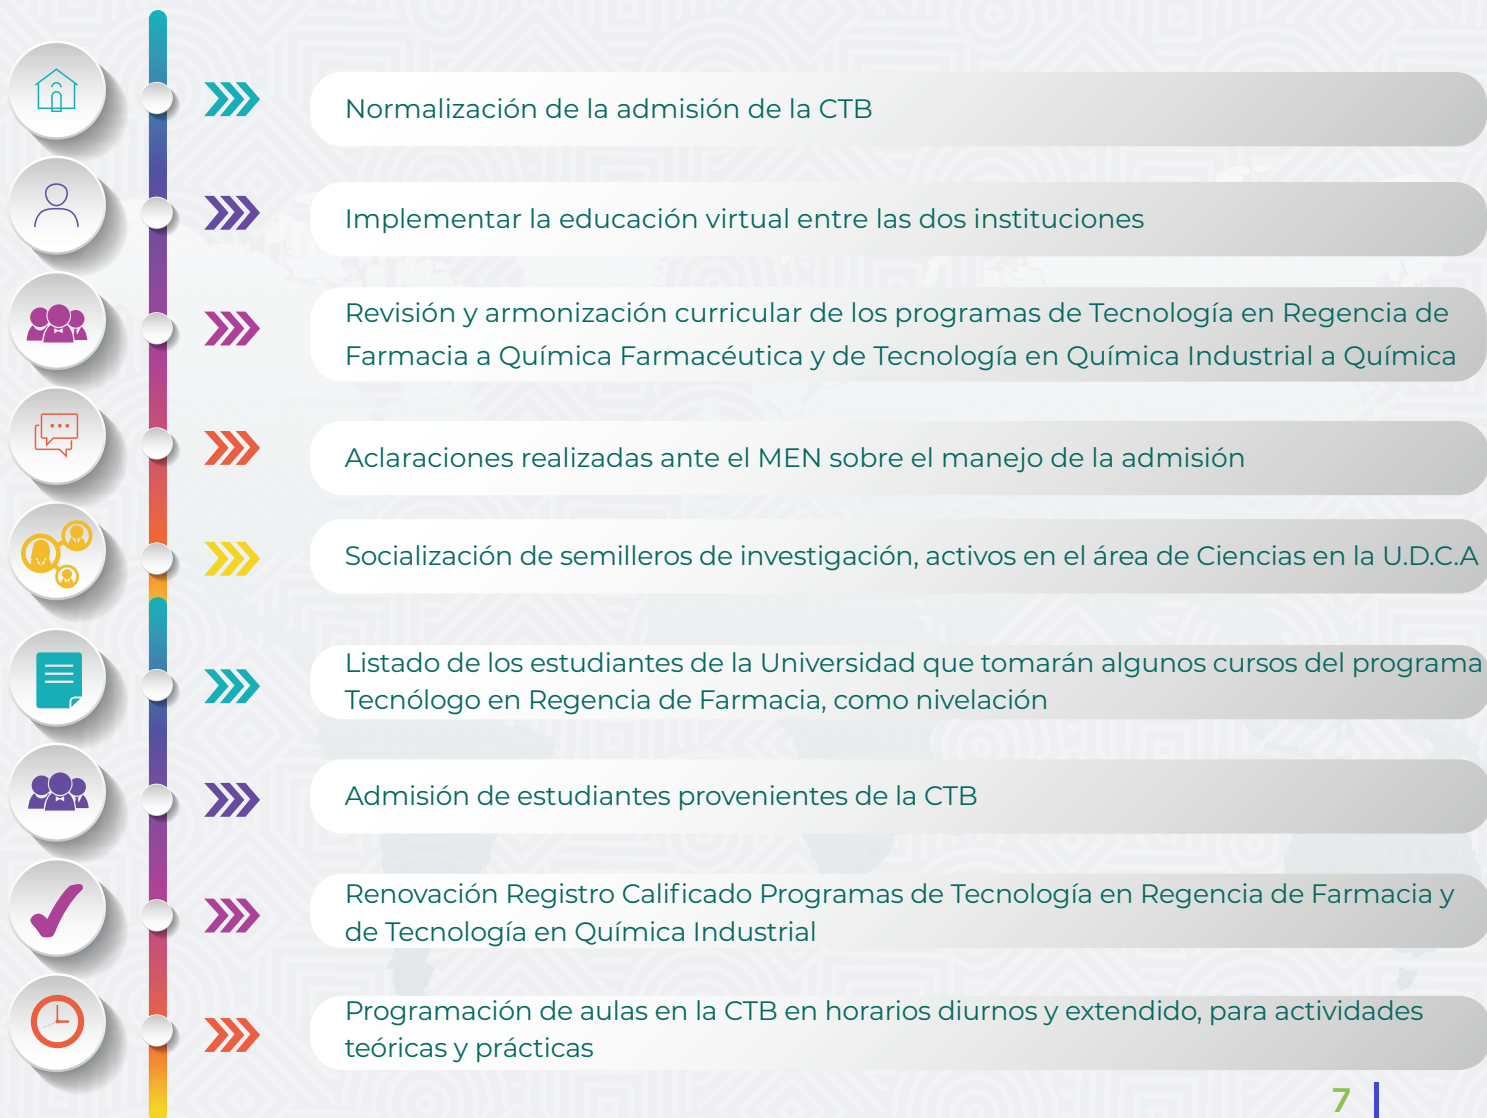 Normalización de la admisión de la CTB
Implementar la educación virtual entre las dos instituciones
Revisión y armonización curricular de los programas de Tecnología en Regencia de
Farmacia a Química Farmacéutica y de Tecnología en Química Industrial a Química
Aclaraciones realizadas ante el MEN sobre el manejo de la admisión
Socialización de semilleros de investigación, activos en el área de Ciencias en la U.D.C.A
Listado de los estudiantes de la Universidad que tomarán algunos cursos del programa
Tecnólogo en Regencia de Farmacia, como nivelación
Admisión de estudiantes provenientes de la CTB
Renovación Registro Calificado Programas de Tecnología en Regencia de Farmacia y
de Tecnología en Química Industrial
Programación de aulas en la CTB en horarios diurnos y extendido, para actividades
teóricas y prácticas
7